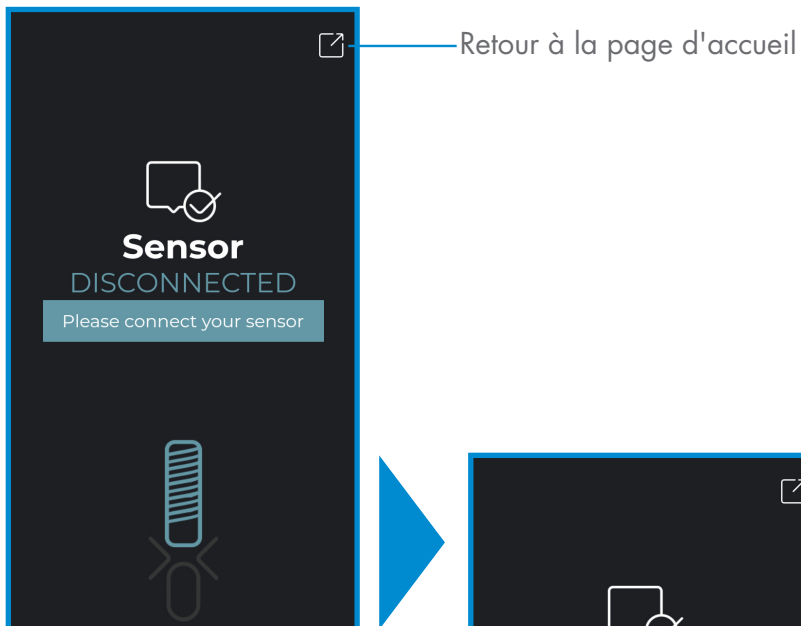 Retour à la page d'accueil
Sensor
DISCONNECTED
Please connect your sensor